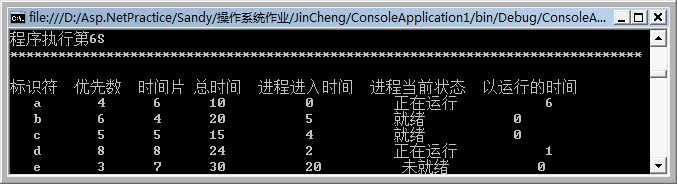 file:///D:/Asp.NetPractice/Sandy/操作系统作业/JinCheng/ConsoleApplication1/bin/Debug/ConsoleA...
程序执行第6S
*******************************************************************************
标识符 优先数 时间片 总时间 进程进入时间 进程当前状态 以运行的时间
a 4 6 10 0 正在运行 6
b 6 4 20 5 就绪 0
c 5 5 15 4 就绪 0
d 8 8 24 2 正在运行 1
e 3 7 30 20 未就绪 0